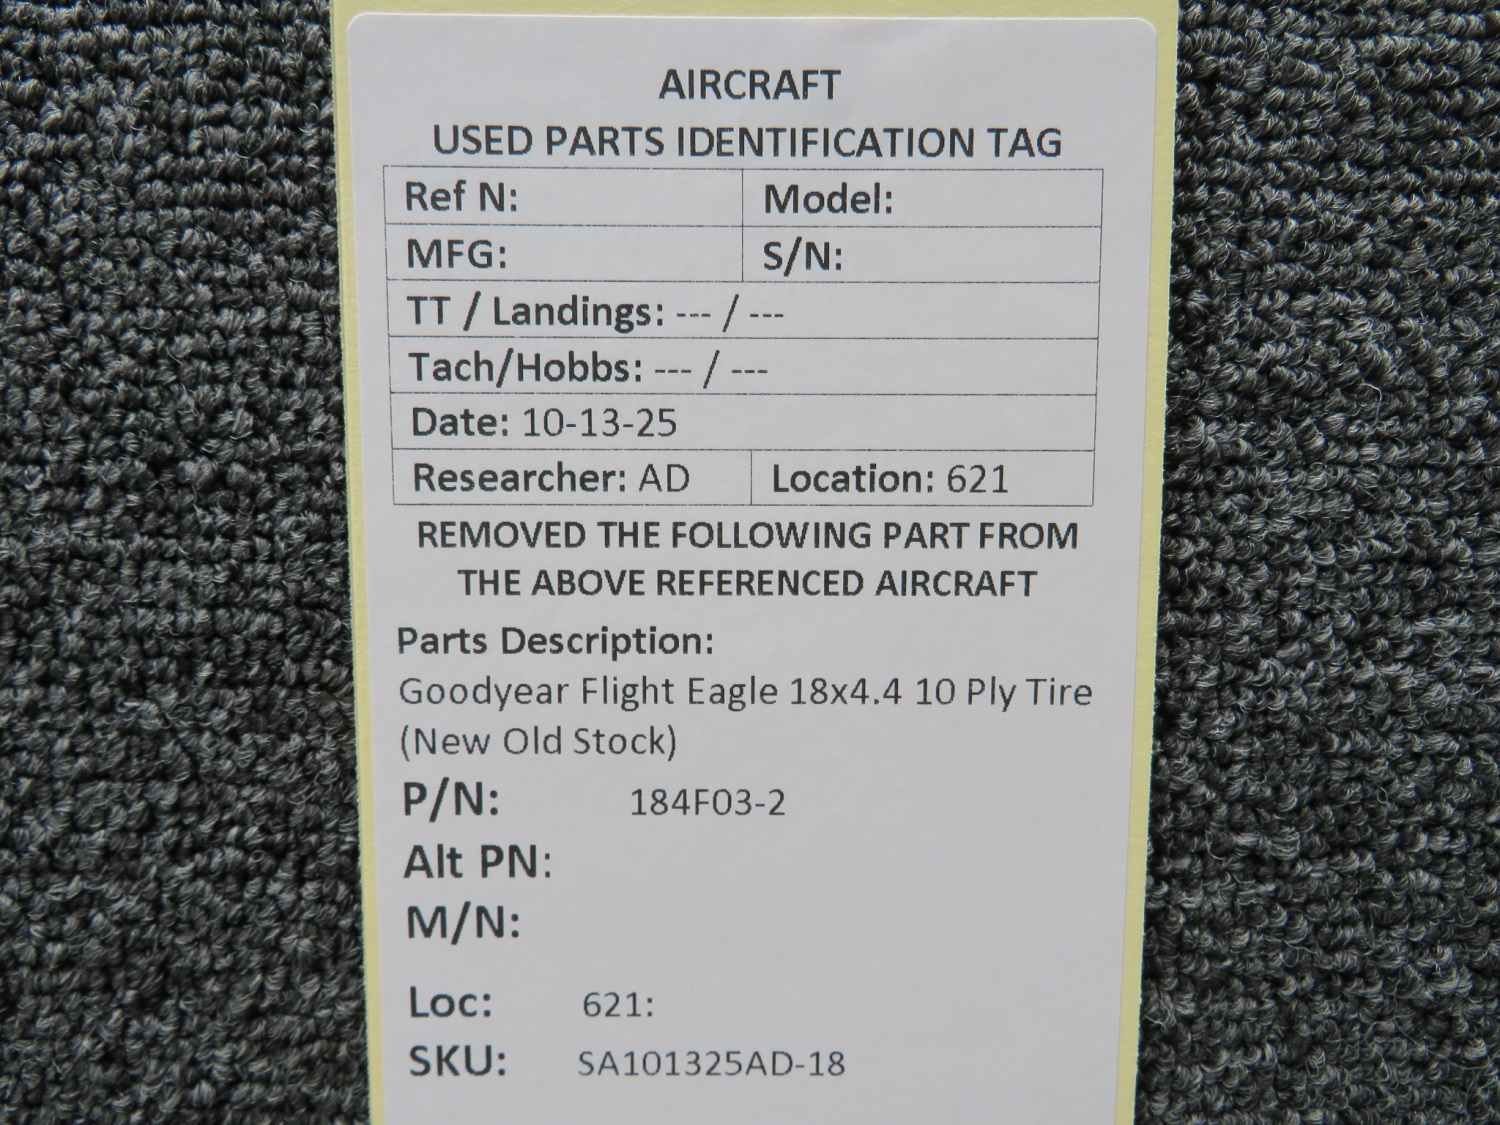 AIRCRAFT
USED PARTS IDENTIFICATION TAG
Ref N: Model:
MFG: S/N:
TT / Landings: --- / ---
Tach/Hobbs: --- / ---
Date: 10-13-25
Researcher: AD Location: 621
REMOVED THE FOLLOWING PART FROM
THE ABOVE REFERENCED AIRCRAFT
Parts Description:
Goodyear Flight Eagle 18x4.4 10 Ply Tire
(New Old Stock)
P/N: 184F03-2
Alt PN:
M/N:
Loc: 621:
SKU: SA101325AD-18